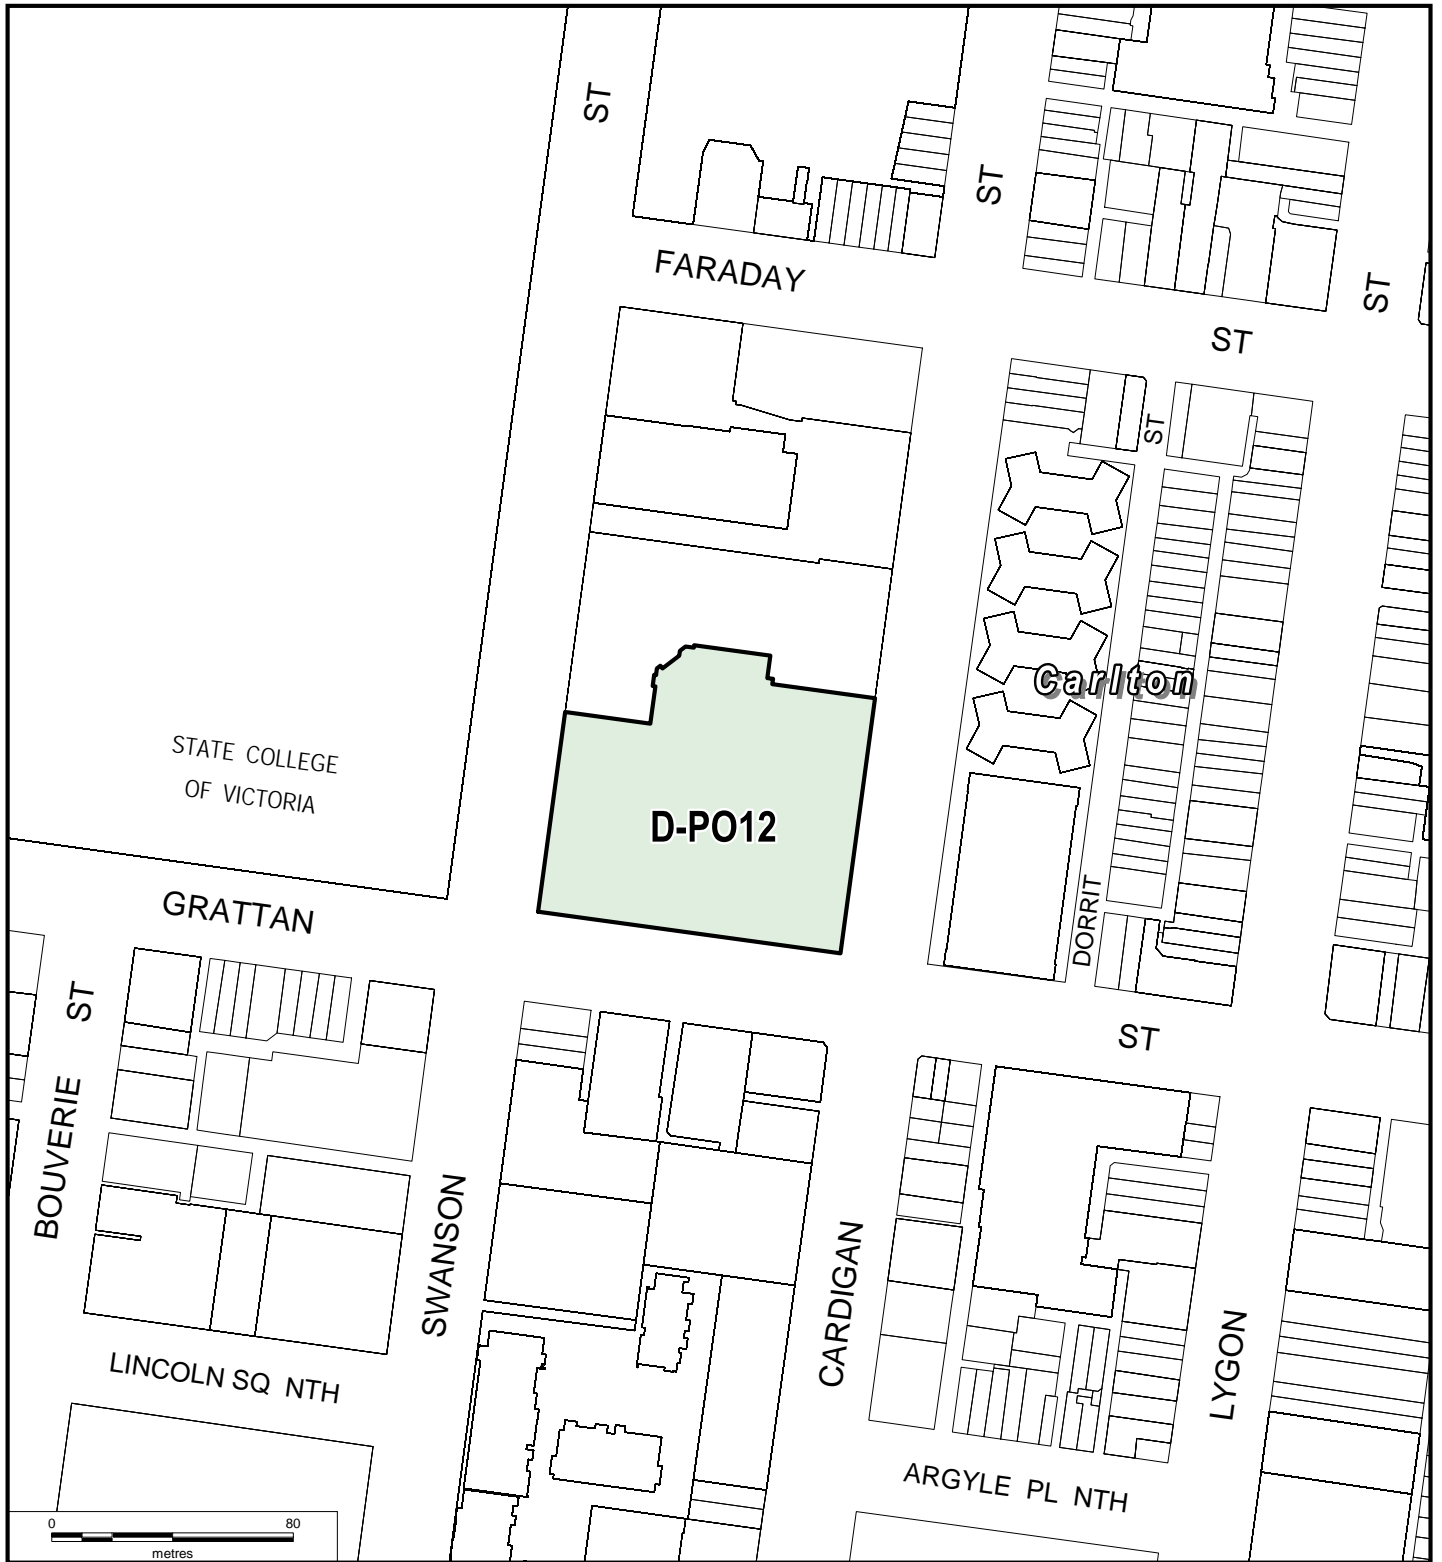 ST
ST
FARADAY
ST
ST
ST
Carlton
STATE COLLEGE
OF VICTORIA
D-PO12
GRATTAN
DORRIT
ST
ST
BOUVERIE
SWANSON
CARDIGAN
LYGON
LINCOLN SQ NTH
ARGYLE PL NTH
0 80
metres